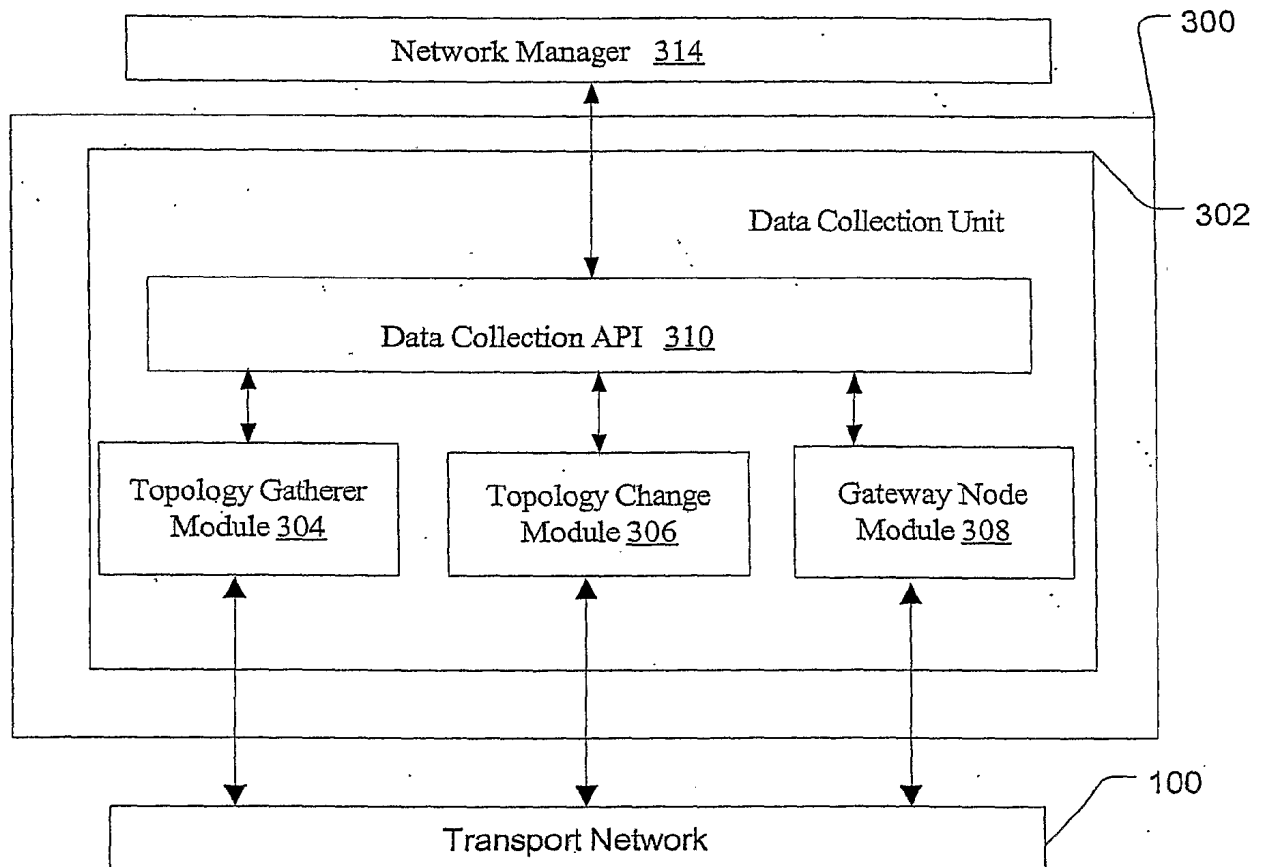 300
Network Manager 314
302
Data Collection Unit
Data Collection API 310
Topology Gatherer
Module 304
Topology Change
Module 306
Gateway Node
Module 308
100
Transport Network